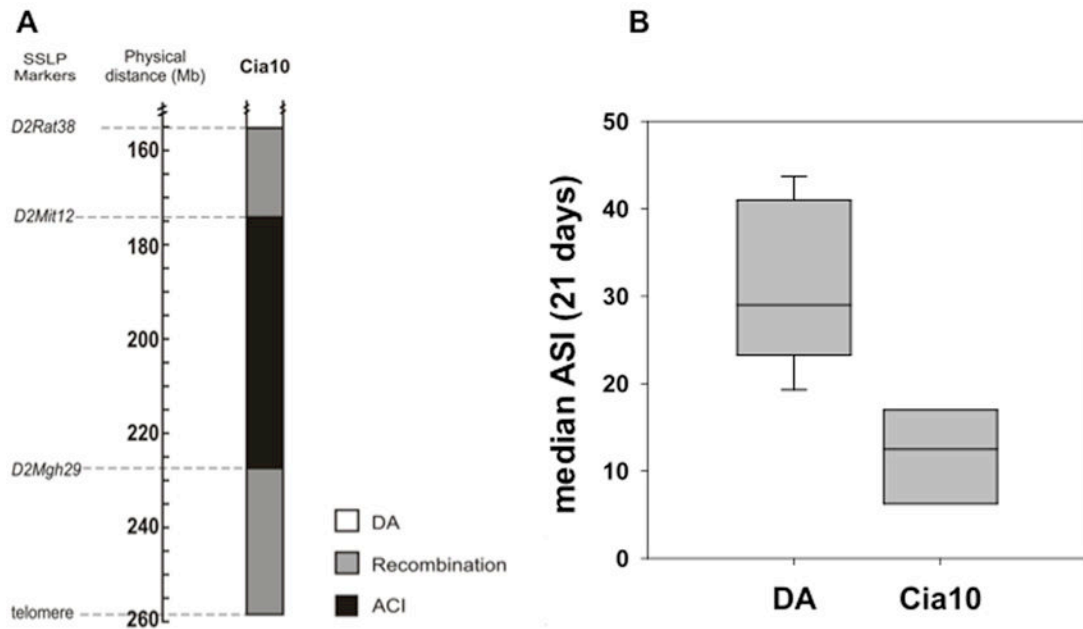 A
SSLP
Markers
Physical
distance (Mb)
Cia10
D2Rat38
160
D2Mit12
180
200
220
D2Mgh29
240
telomere
260
DA
Recombination
ACI
B
median ASI (21 days)
50
40
30
20
10
0
DA
Cia10